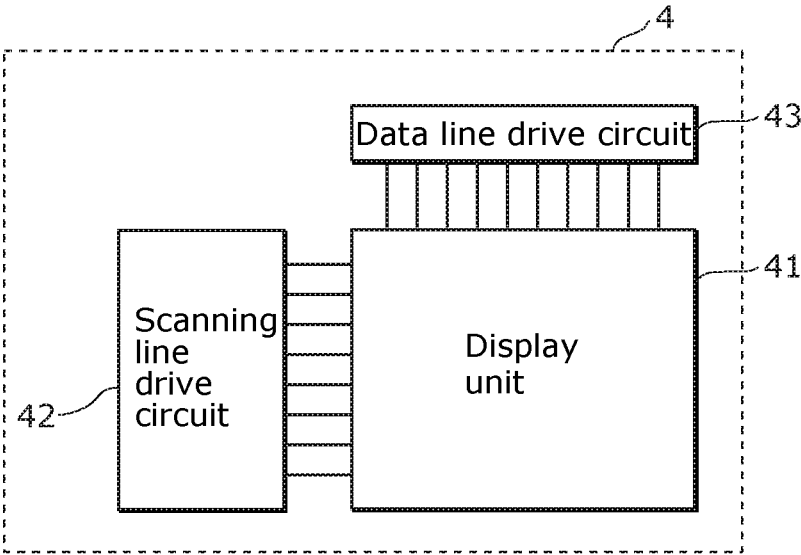 4
Data line drive circuit
43
41
Scanning
line
drive
circuit
42
Display
unit